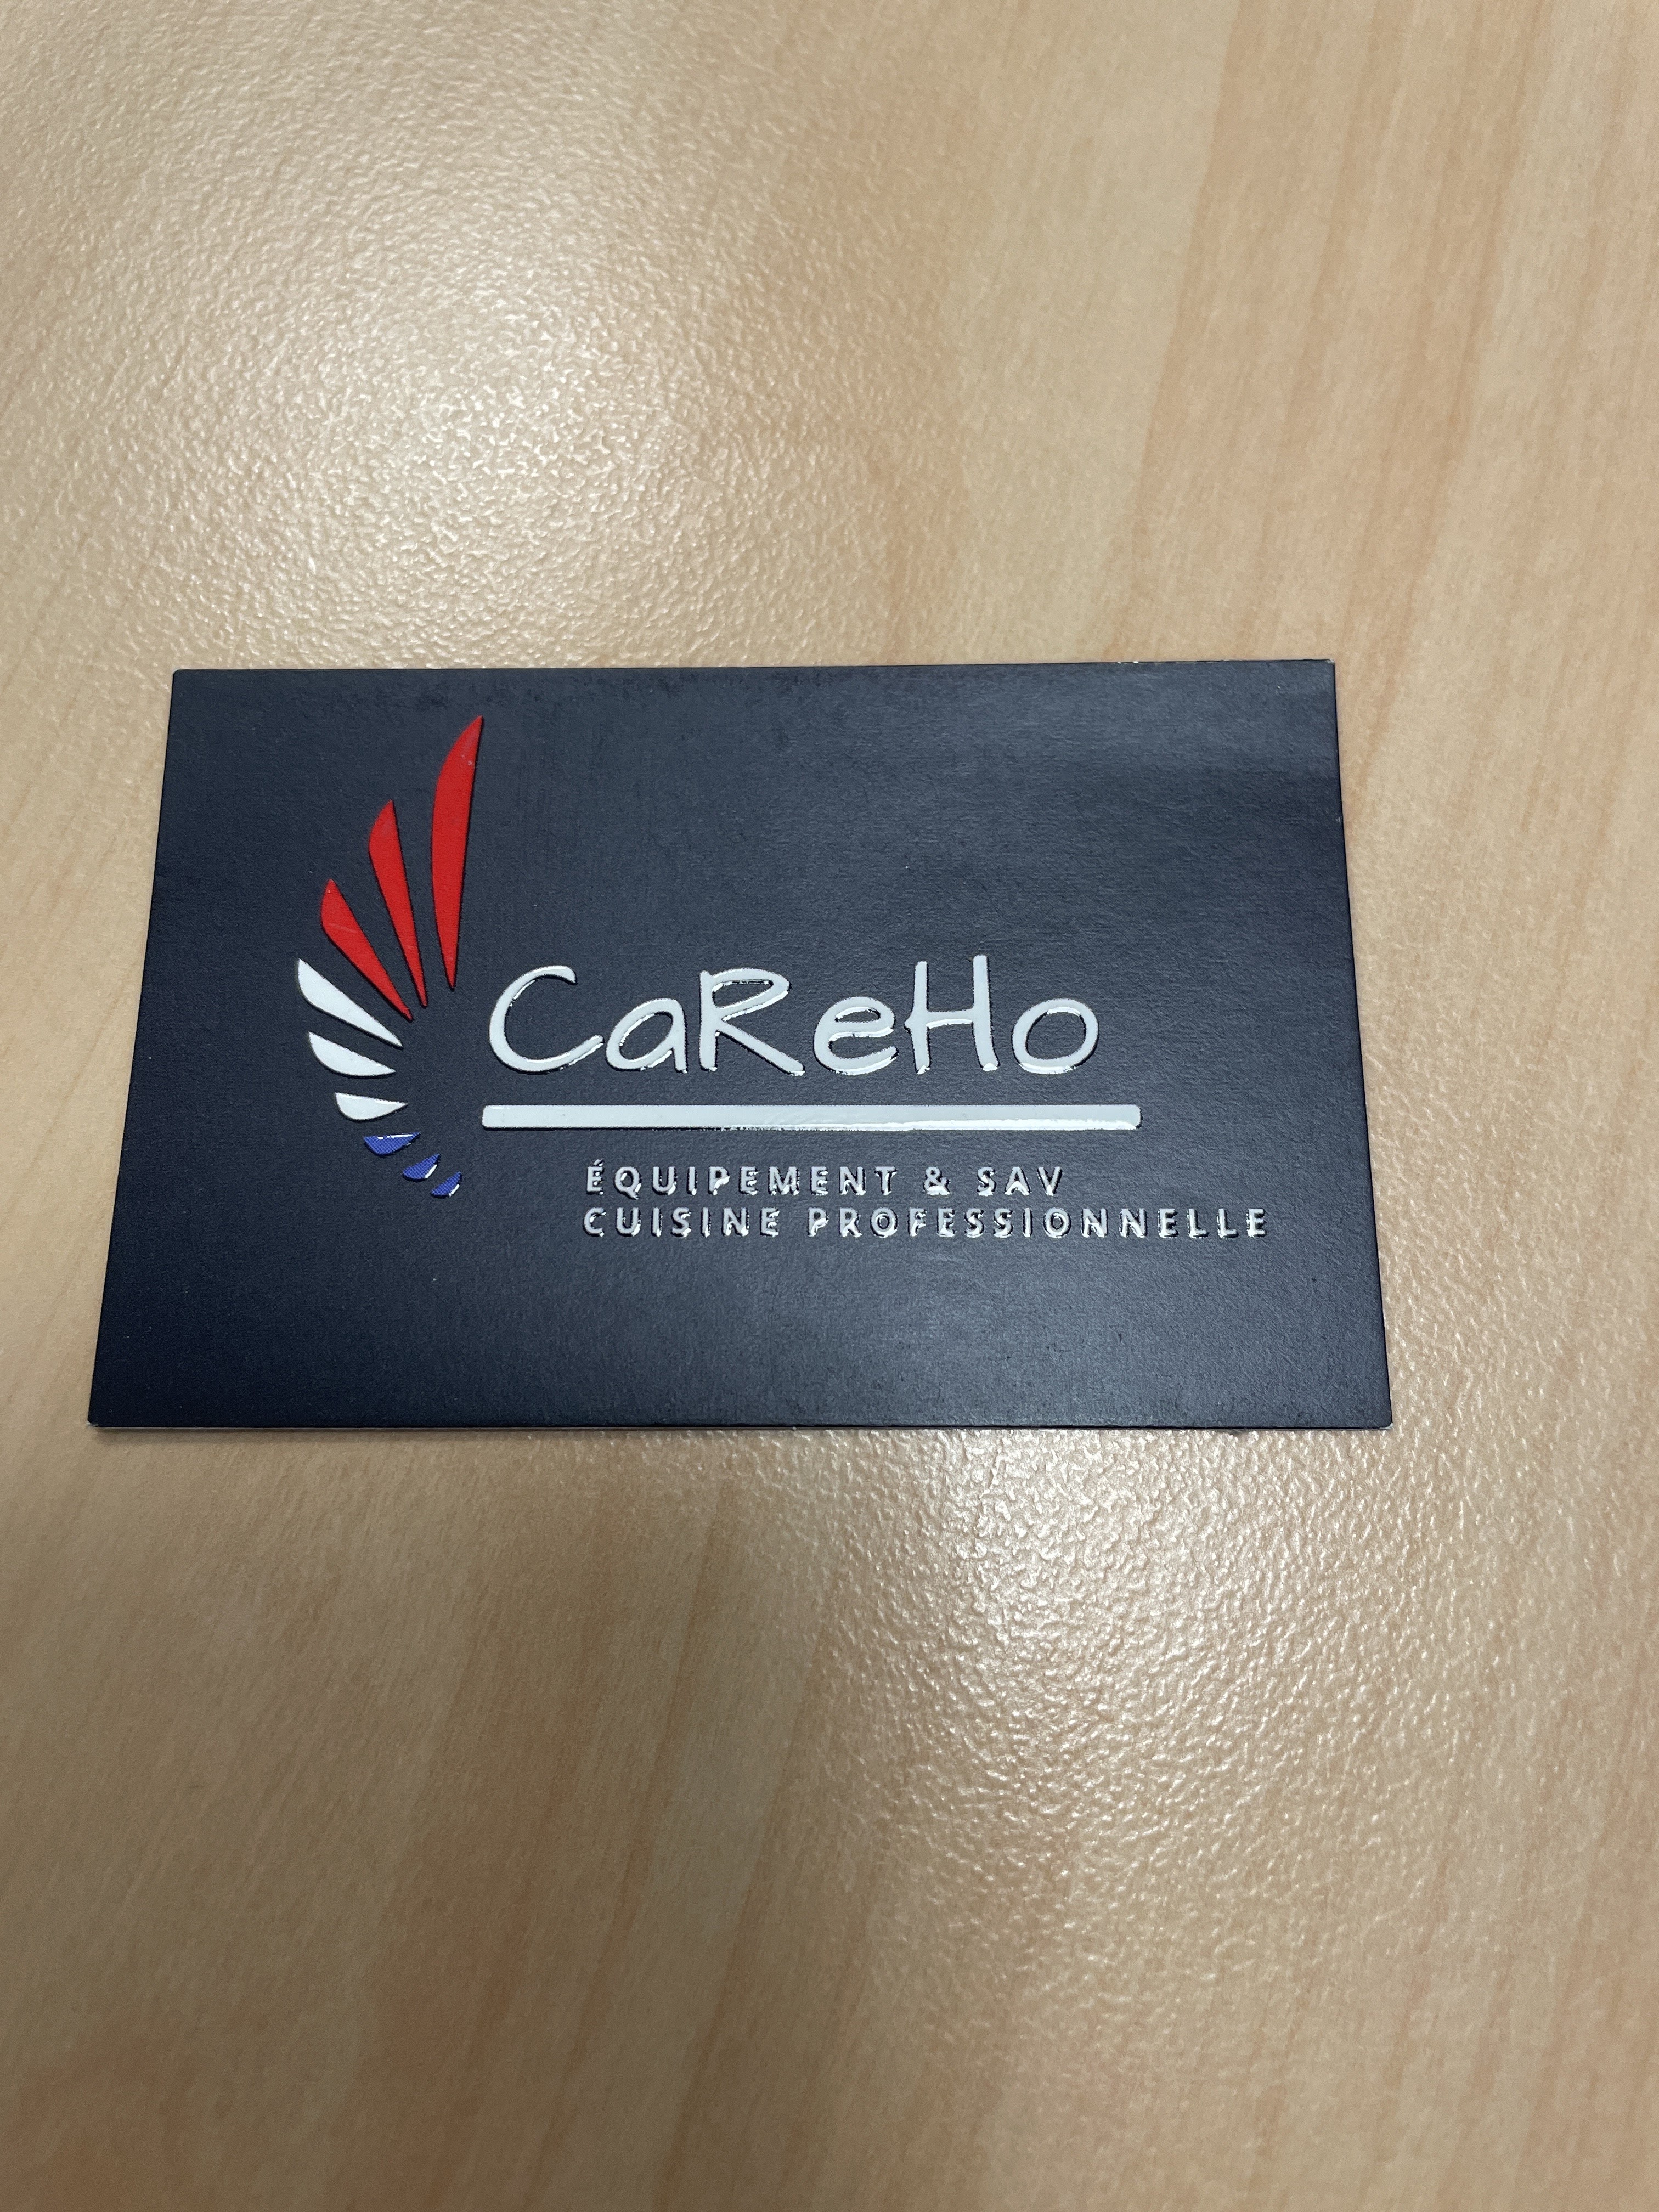 CaReHo
ÉQUIPEMENT & SAV
CUISINE PROFESSIONNELLE